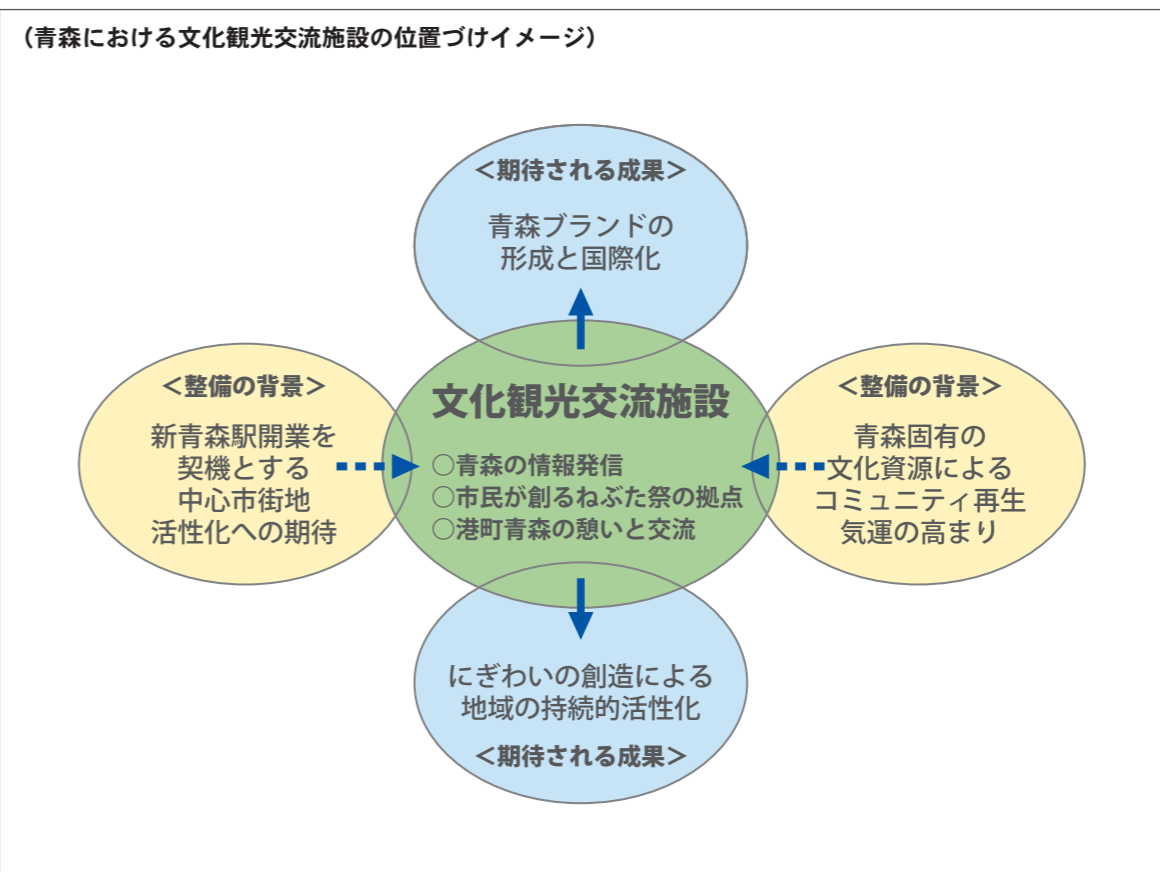 （青森における文化観光交流施設の位置づけイメージ）
＜期待される成果＞
青森ブランドの
形成と国際化
＜整備の背景＞
新青森駅開業を
契機とする
中心市街地
活性化への期待
文化観光交流施設
○青森の情報発信
○市民が創るねぶた祭の拠点
○港町青森の憩いと交流
＜整備の背景＞
青森固有の
文化資源による
コミュニティ再生
気運の高まり
にぎわいの創造による
地域の持続的活性化
＜期待される成果＞